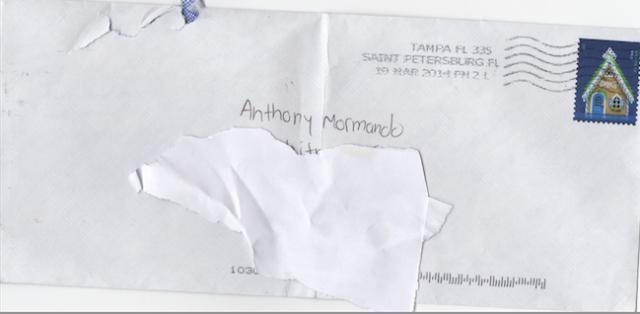 TAMPA FL 335
SAINT PETERSBURG FL
19 MAR 2014 PM 2 L
Anthony Mormando